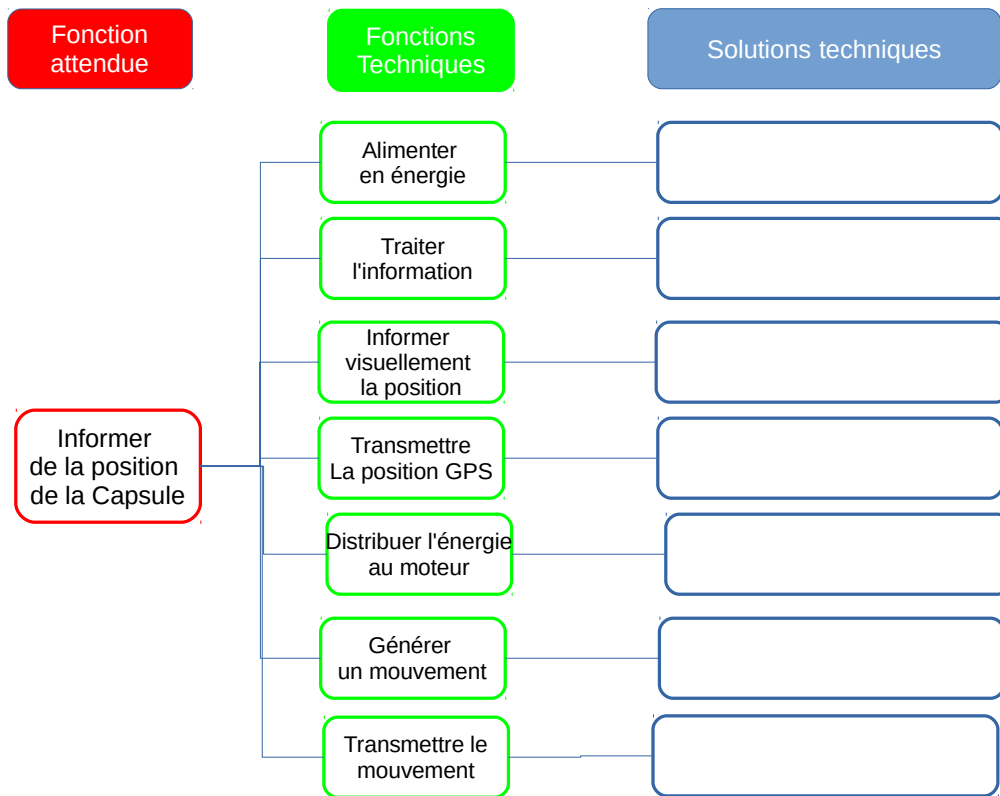 Fonction
attendue
Fonctions
Techniques
Solutions techniques
Alimenter
en énergie
Traiter
l'information
Informer
visuellement
la position
Informer
de la position
de la Capsule
Transmettre
La position GPS
Distribuer l'énergie
au moteur
Générer
un mouvement
Transmettre le
mouvement